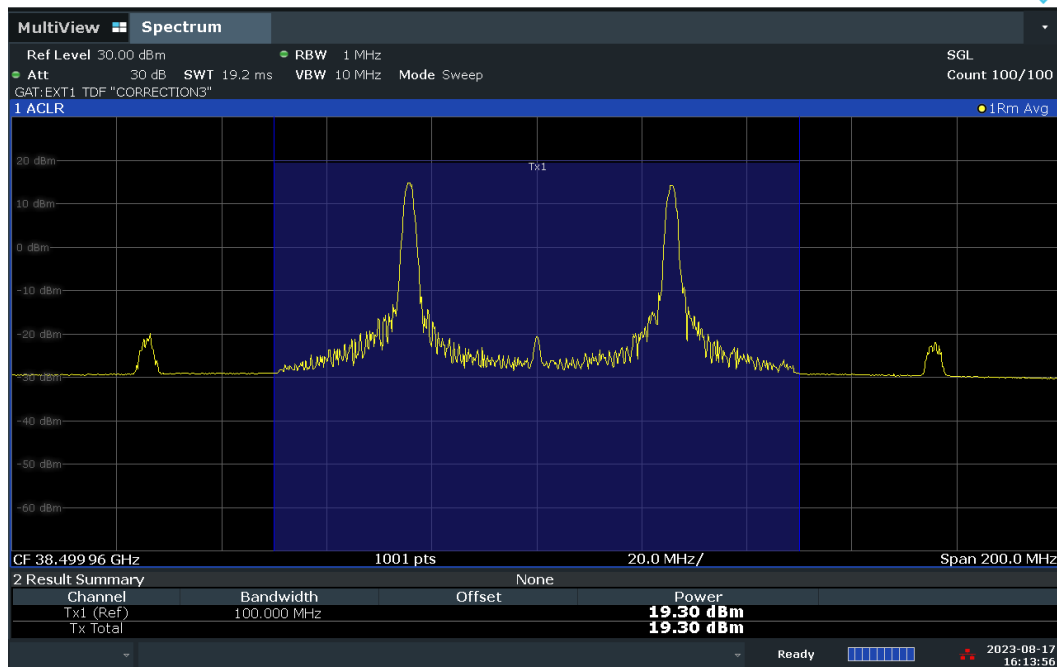 MultiView Spectrum
Ref Level 30.00 dBm RBW 1 MHz SGL
Att 30 dB SWT 19.2 ms VBW 10 MHz Mode Sweep Count 100/100
GAT:EXT1 TDF "CORRECTION3"
1 ACLR 1Rm Avg
20 dBm
Tx1
10 dBm
0 dBm
-10 dBm
-20 dBm
-30 dBm
-40 dBm
-50 dBm
-60 dBm
CF 38.49996 GHz 1001 pts 20.0 MHz/ Span 200.0 MHz
2 Result Summary None
Channel Bandwidth Offset Power
Tx1 (Ref) 100.000 MHz 19.30 dBm
Tx Total 19.30 dBm
Ready 2023-08-17
16:13:56